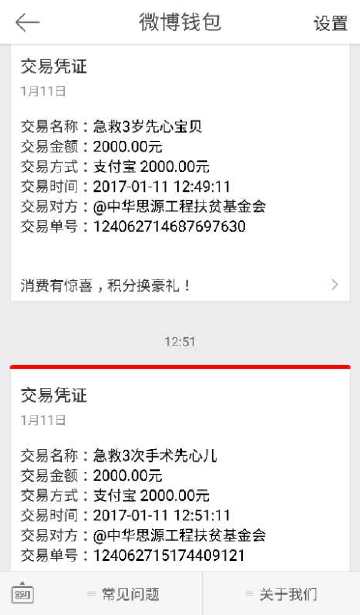 微博钱包
设置
交易凭证
1月11日
交易名称：急救3岁先心宝贝
交易金额：2000.00元
交易方式：支付宝 2000.00元
交易时间：2017-01-11 12:49:11
交易对方：@中华思源工程扶贫基金会
交易单号：124062714687697630
消费有惊喜，积分换豪礼！
12:51
交易凭证
1月11日
交易名称：急救3次手术先心儿
交易金额：2000.00元
交易方式：支付宝 2000.00元
交易时间：2017-01-11 12:51:11
交易对方：@中华思源工程扶贫基金会
交易单号：124062715174409121
常见问题
关于我们